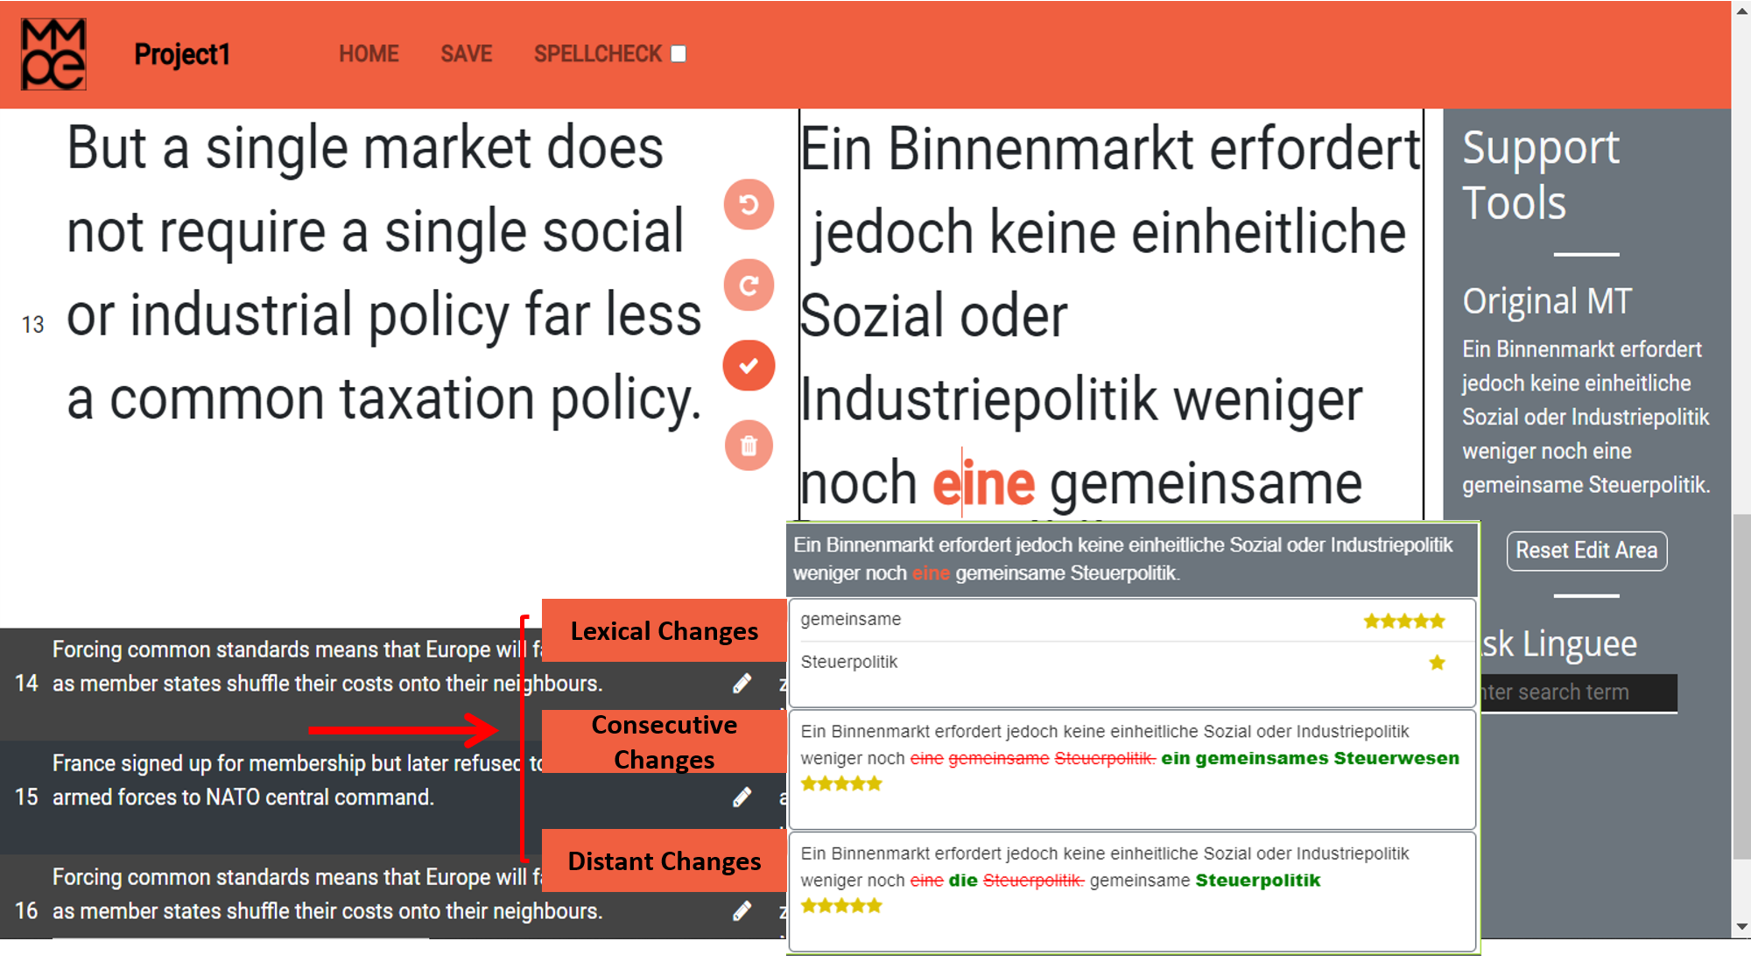 MMPE
Project1
HOME
SAVE
SPELLCHECK
13
But a single market does
not require a single social
or industrial policy far less
a common taxation policy.
Ein Binnenmarkt erfordert
jedoch keine einheitliche
Sozial oder
Industriepolitik weniger
noch eine gemeinsame
Support
Tools
Original MT
Ein Binnenmarkt erfordert
jedoch keine einheitliche
Sozial oder Industriepolitik
weniger noch eine
gemeinsame Steuerpolitik.
Reset Edit Area
sk Linguee
nter search term
Ein Binnenmarkt erfordert jedoch keine einheitliche Sozial oder Industriepolitik
weniger noch eine gemeinsame Steuerpolitik.
Lexical Changes
gemeinsame
Steuerpolitik
Consecutive
Changes
Ein Binnenmarkt erfordert jedoch keine einheitliche Sozial oder Industriepolitik
weniger noch eine gemeinsame Steuerpolitik. ein gemeinsames Steuerwesen
Distant Changes
Ein Binnenmarkt erfordert jedoch keine einheitliche Sozial oder Industriepolitik
weniger noch eine die Steuerpolitik. gemeinsame Steuerpolitik
14
Forcing common standards means that Europe will f
as member states shuffle their costs onto their neighbours.
z
15
France signed up for membership but later refused to
armed forces to NATO central command.
a
16
Forcing common standards means that Europe will f
as member states shuffle their costs onto their neighbours.
z